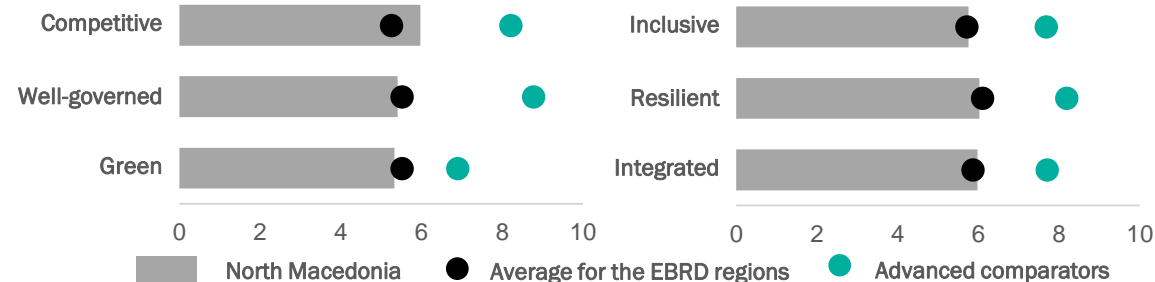 Competitive
Well-governed
Green
0 2 4 6 8 10
Inclusive
Resilient
Integrated
0 2 4 6 8 10
North Macedonia Average for the EBRD regions Advanced comparators